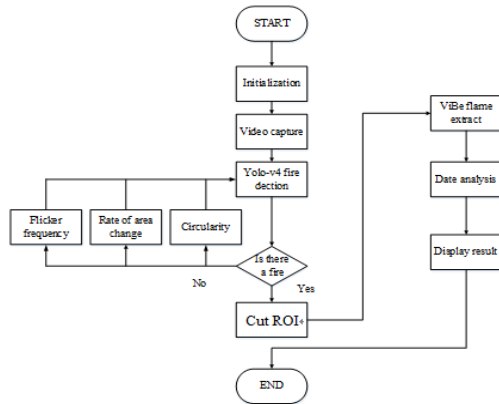 START
Initialization
Video capture
Yolo-v4 fire
dection
Flicker
frequency
Rate of area
change
Circularity
Is there
a fire
No
Yes
Cut ROI
ViBe flame
extract
Date analysis
Display result
END